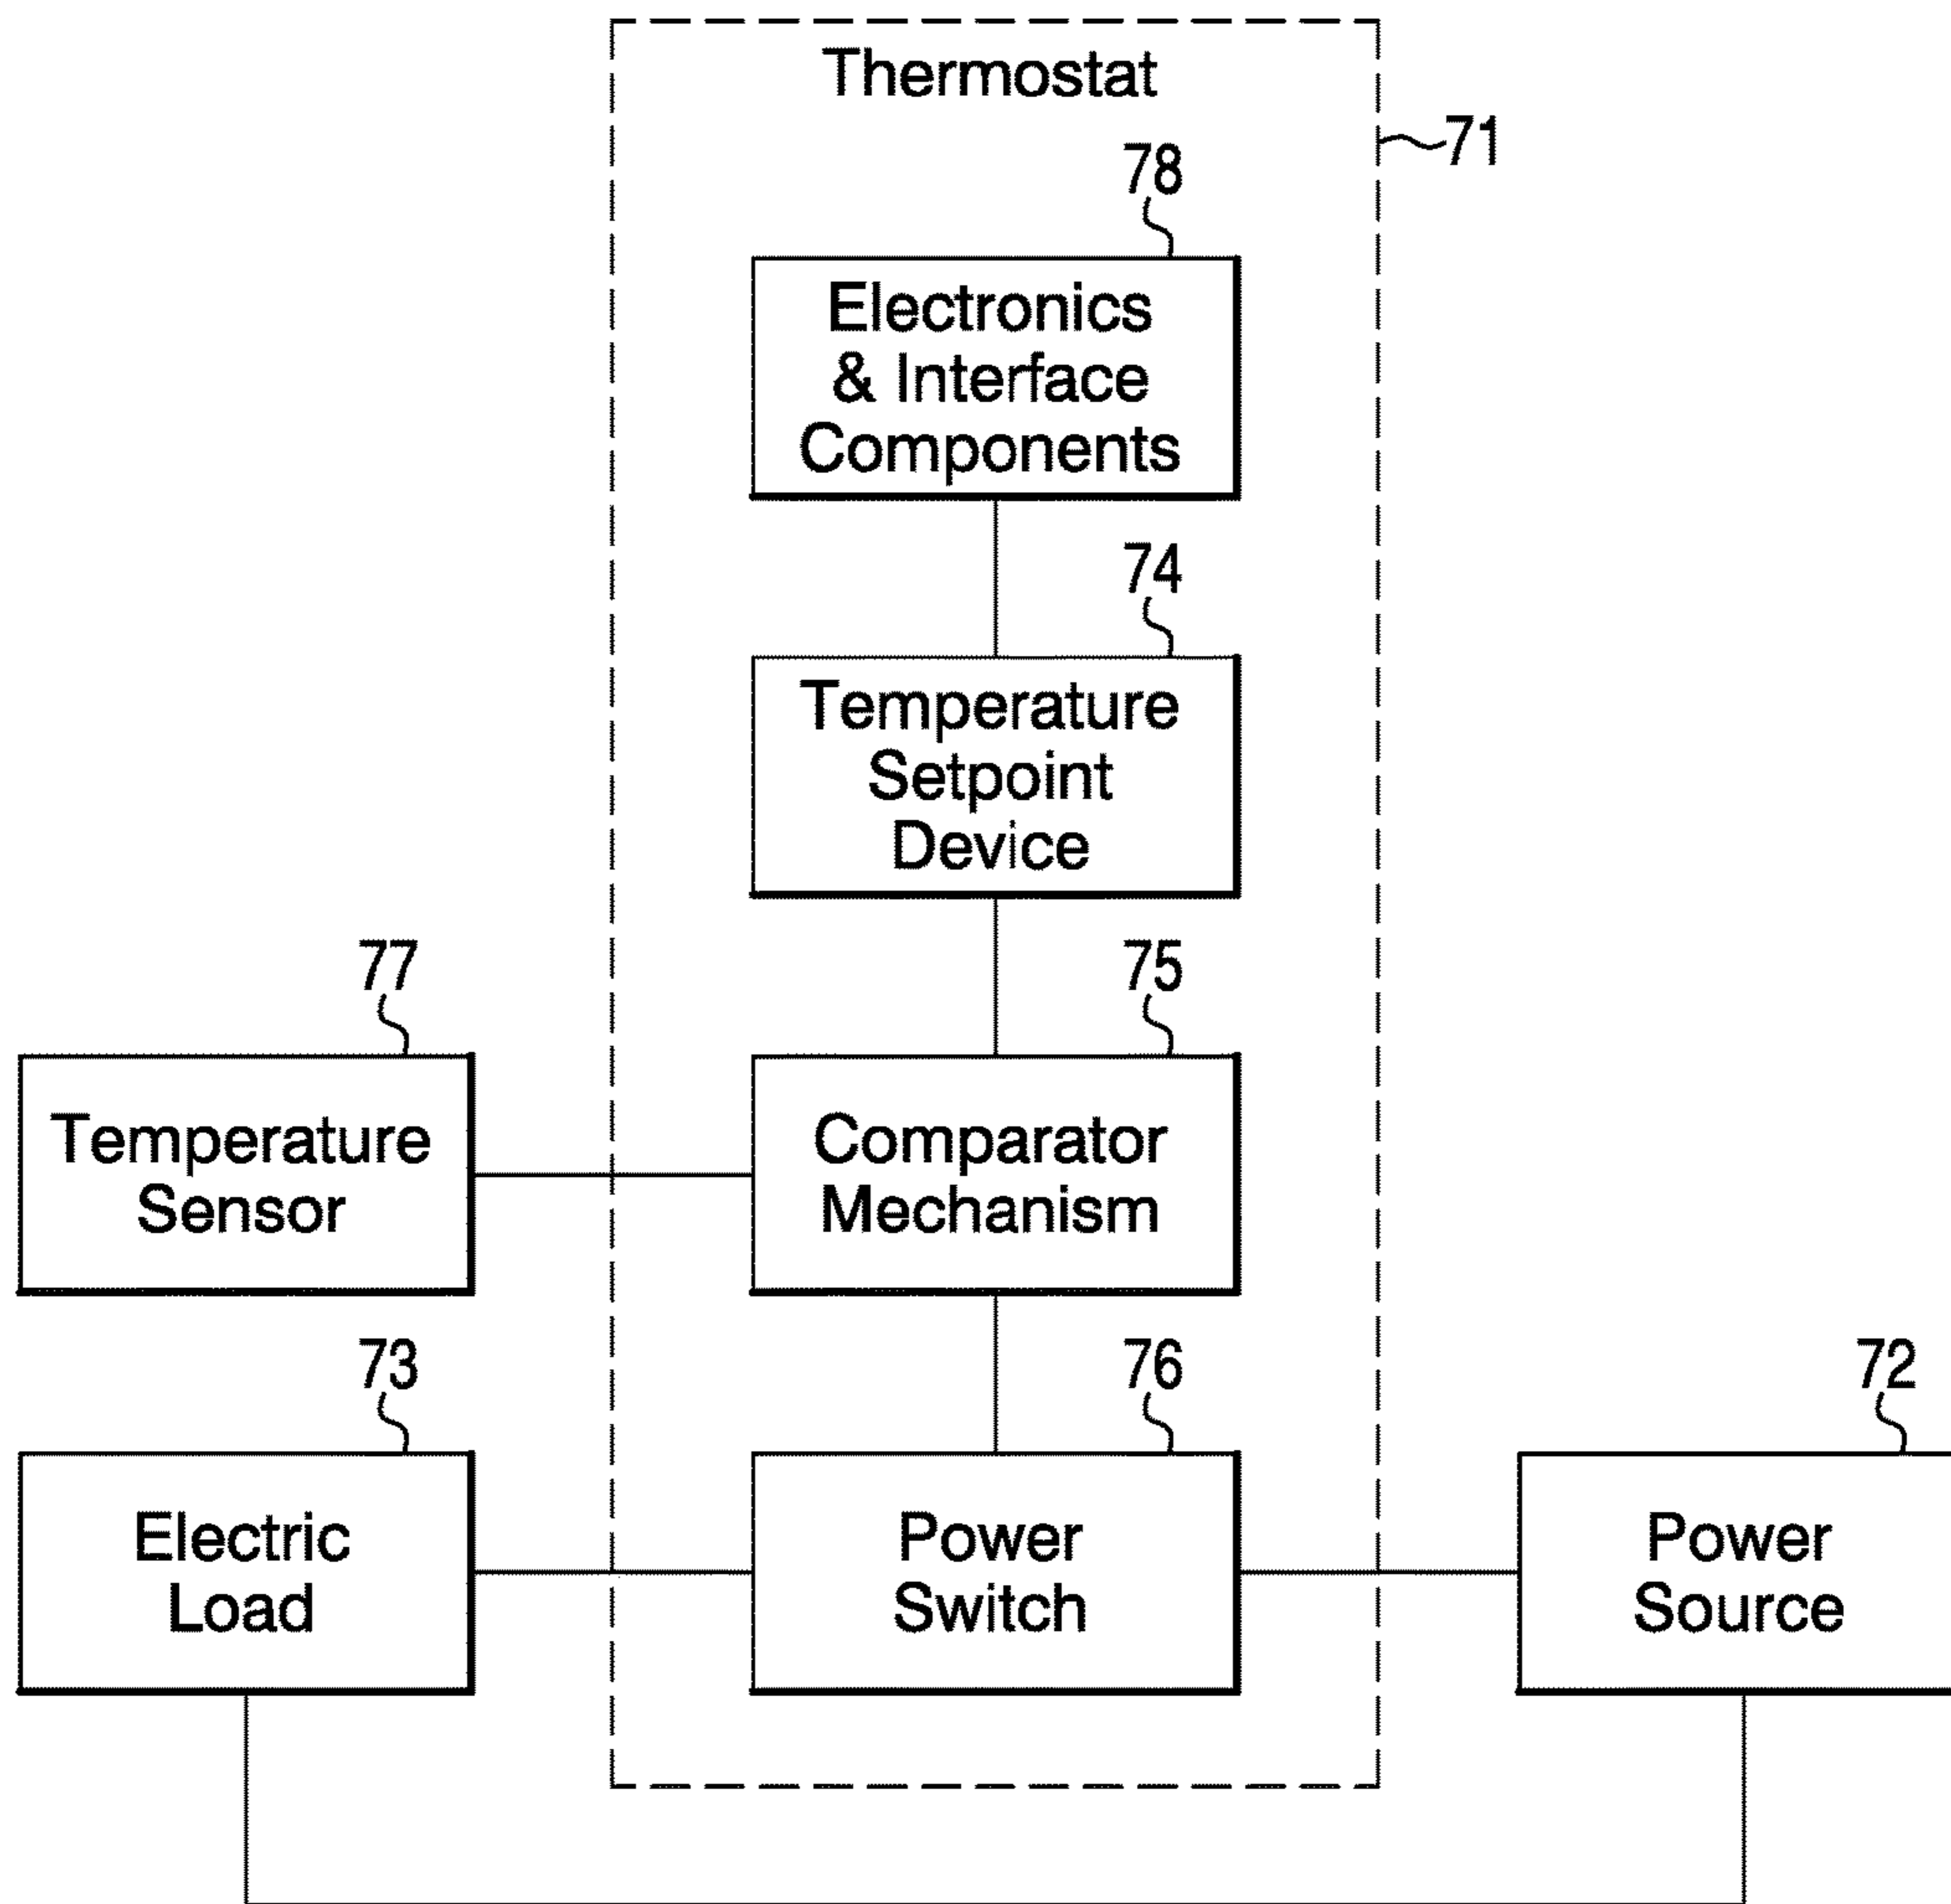 Thermostat
71
78
Electronics
& Interface
Components
74
Temperature
Setpoint
Device
77
75
Temperature
Sensor
Comparator
Mechanism
73
76
72
Electric
Load
Power
Switch
Power
Source